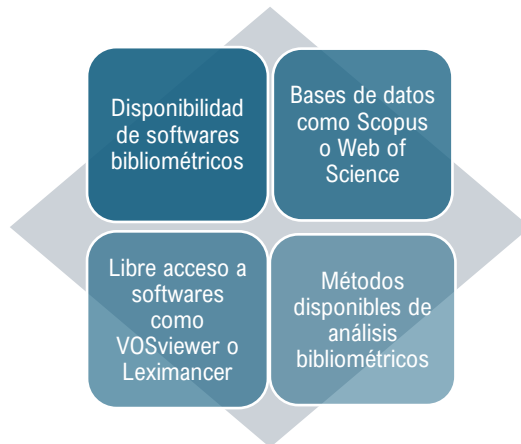 Disponibilidad
de softwares
bibliométricos
Bases de datos
como Scopus
o Web of
Science
Libre acceso a
softwares
como
VOSviewer o
Leximancer
Métodos
disponibles de
análisis
bibliométricos